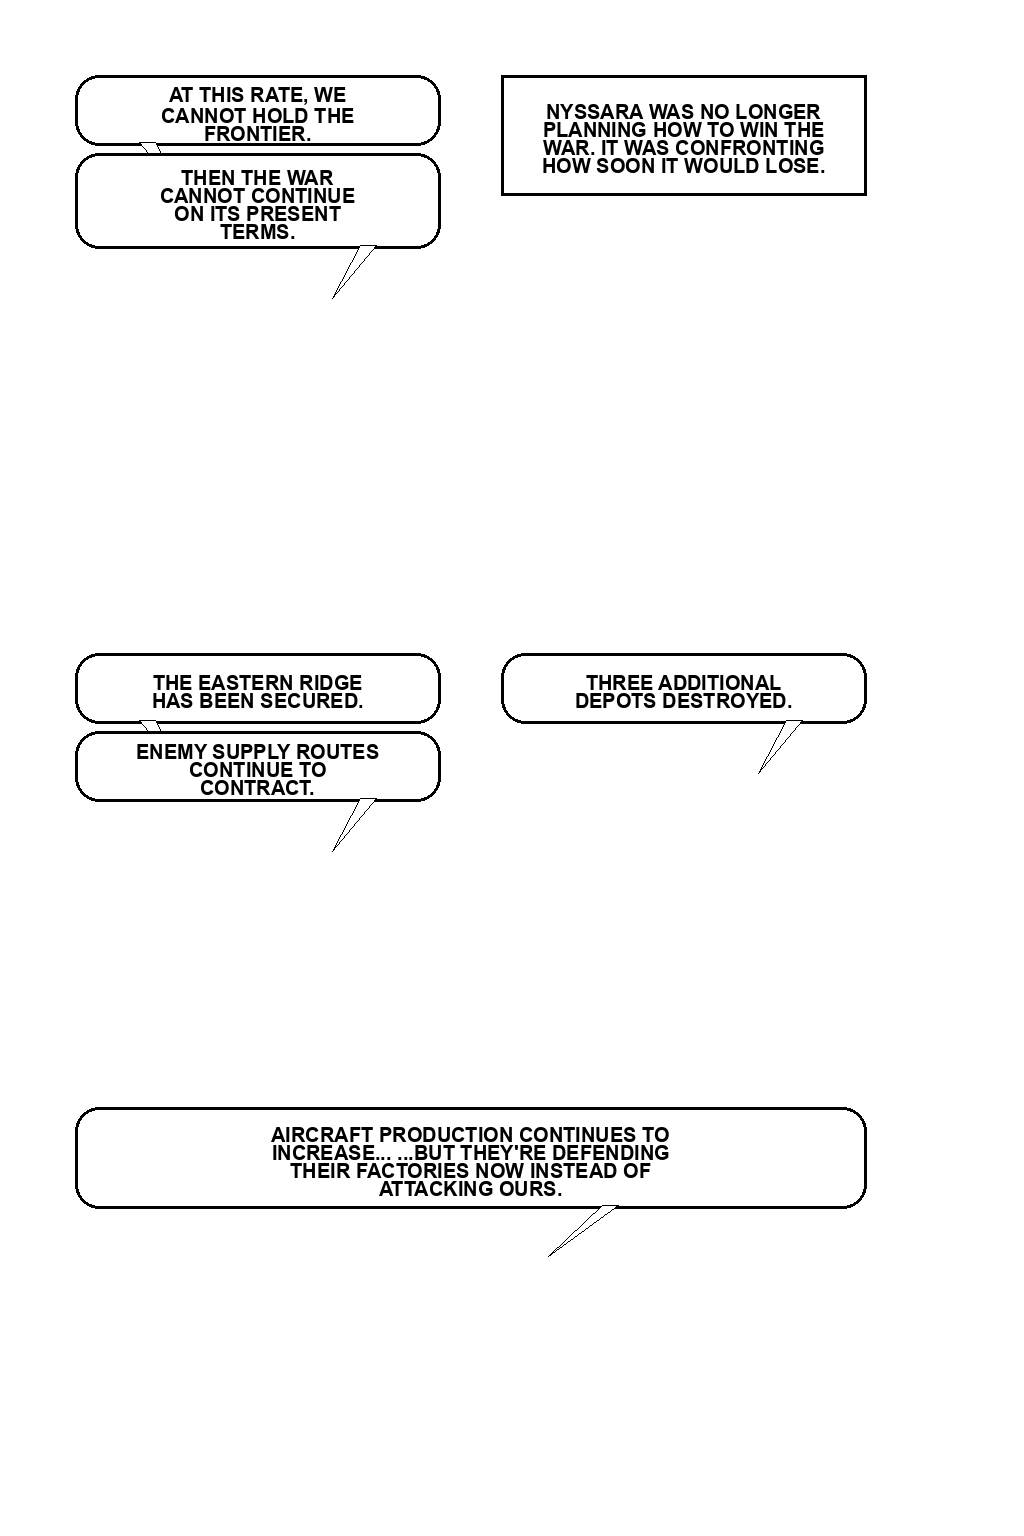 AT THIS RATE, WE
CANNOT HOLD THE
FRONTIER.
THEN THE WAR
CANNOT CONTINUE
ON ITS PRESENT
TERMS.
NYSSARA WAS NO LONGER
PLANNING HOW TO WIN THE
WAR. IT WAS CONFRONTING
HOW SOON IT WOULD LOSE.
THE EASTERN RIDGE
HAS BEEN SECURED.
ENEMY SUPPLY ROUTES
CONTINUE TO
CONTRACT.
THREE ADDITIONAL
DEPOTS DESTROYED.
AIRCRAFT PRODUCTION CONTINUES TO
INCREASE... ...BUT THEY'RE DEFENDING
THEIR FACTORIES NOW INSTEAD OF
ATTACKING OURS.